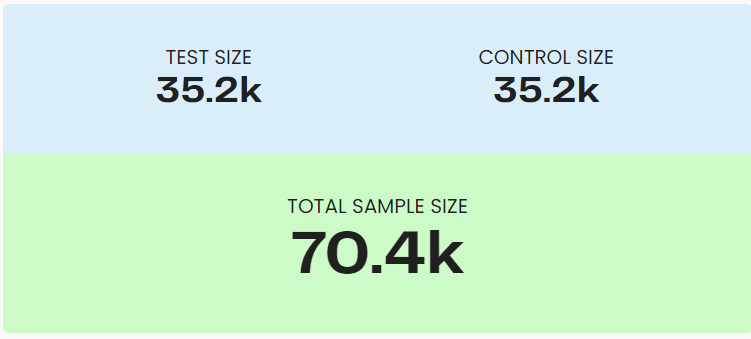 TEST SIZE
35.2k
CONTROL SIZE
35.2k
TOTAL SAMPLE SIZE
70.4k